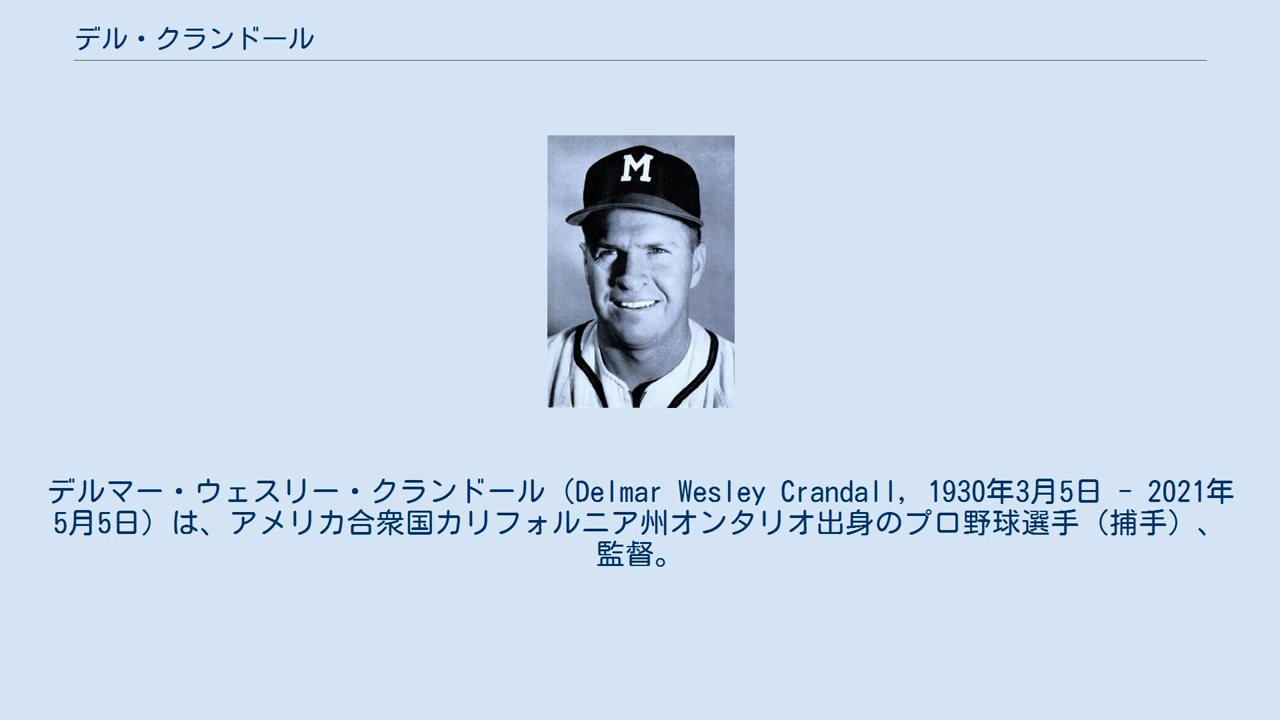 デル・クランドール
M
デルマー・ウェスリー・クランドール（Delmar Wesley Crandall, 1930年3月5日 - 2021年
5月5日）は、アメリカ合衆国カリフォルニア州オンタリオ出身のプロ野球選手（捕手）、
監督。